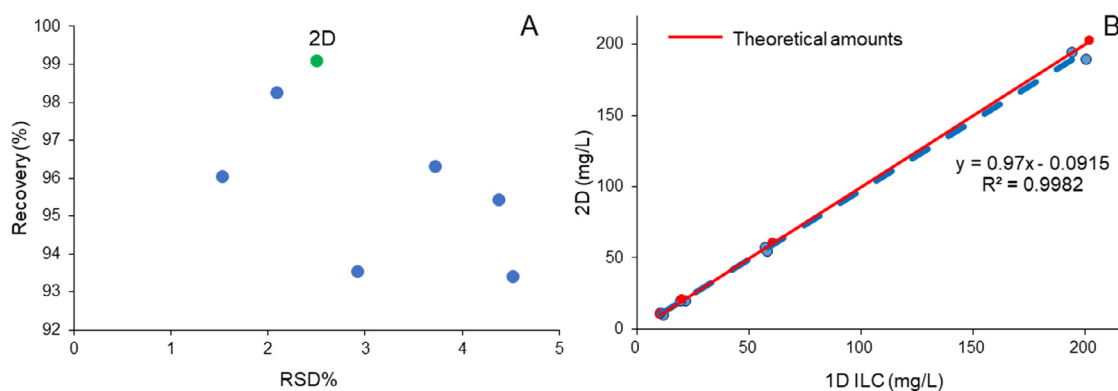 A
2D
100
99
98
97
96
95
94
93
92
Recovery (%)
0
1
2
3
4
5
RSD%
B
Theoretical amounts
200
150
100
50
0
2D (mg/L)
y = 0.97x - 0.0915
R² = 0.9982
0
50
100
150
200
1D ILC (mg/L)